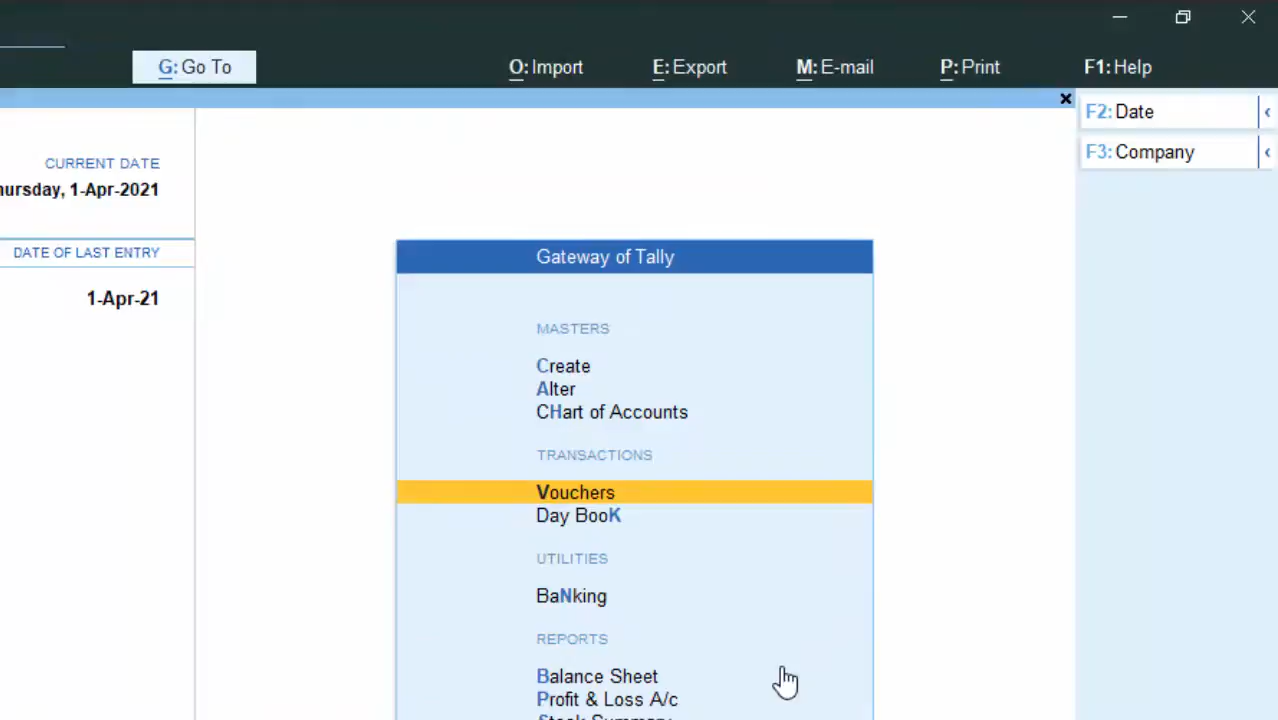 G: Go To
O: Import
E: Export
M: E-mail
P: Print
F1: Help
F2: Date
F3: Company
CURRENT DATE
1-Apr-2021
DATE OF LAST ENTRY
1-Apr-21
Gateway of Tally
MASTERS
Create
Alter
CHart of Accounts
TRANSACTIONS
Vouchers
Day BooK
UTILITIES
BaNking
REPORTS
Balance Sheet
Profit & Loss A/c